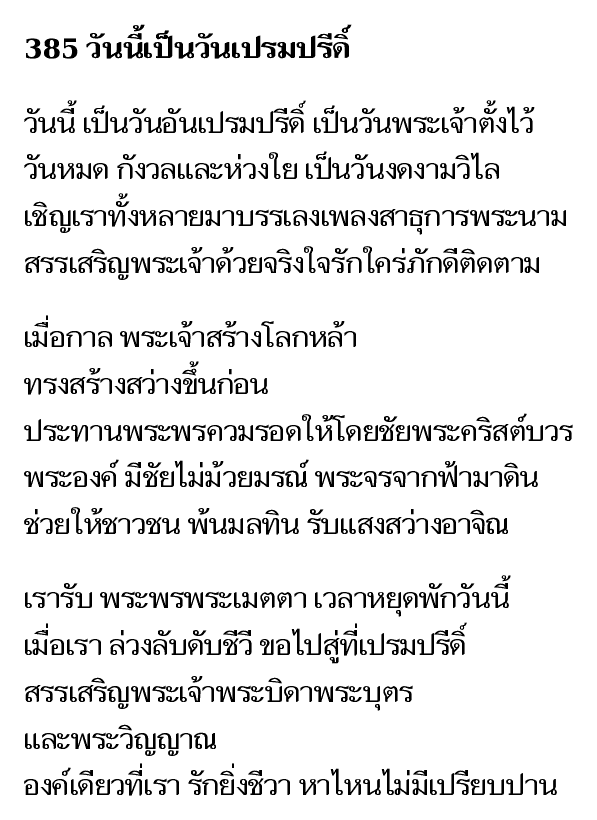 385 วันนี้เป็นวันเปรมปรีดิ์
วันนี้ เป็นวันอันเปรมปรีดิ์ เป็นวันพระเจ้าตั้งไว้
วันหมด กังวลและห่วงใย เป็นวันงดงามวิไล
เชิญเราทั้งหลายมาบรรเลงเพลงสาธุการพระนาม
สรรเสริญพระเจ้าด้วยจริงใจรักใคร่ภักดีติดตาม
เมื่อกาล พระเจ้าสร้างโลกหล้า
ทรงสร้างสว่างขึ้นก่อน
ประทานพระพรควมรอดให้โดยชัยพระคริสต์บวร
พระองค์ มีชัยไม่ม้วยมรณ์ พระจรจากฟ้ามาดิน
ช่วยให้ชาวชน พ้นมลทิน รับแสงสว่างอาจิณ
เรารับ พระพรพระเมตตา เวลาหยุดพักวันนี้
เมื่อเรา ล่วงลับดับชีวี ขอไปสู่ที่เปรมปรีดิ์
สรรเสริญพระเจ้าพระบิดาพระบุตร
และพระวิญญาณ
องค์เดียวที่เรา รักยิ่งชีวา หาไหนไม่มีเปรียบปาน